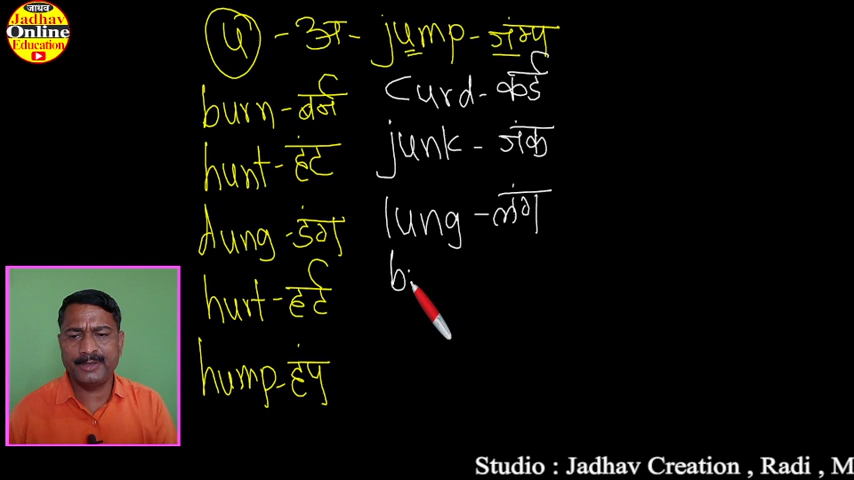 जाधव
Jadhav
Online
Education
u - अ - jump - जंम्प
burn - बर्न
hunt - हंट
dung - डंग
hurt - हर्ट
hump - हंप
curd - कर्ड
junk - जंक
lung - लंग
b
Studio : Jadhav Creation , Radi , M